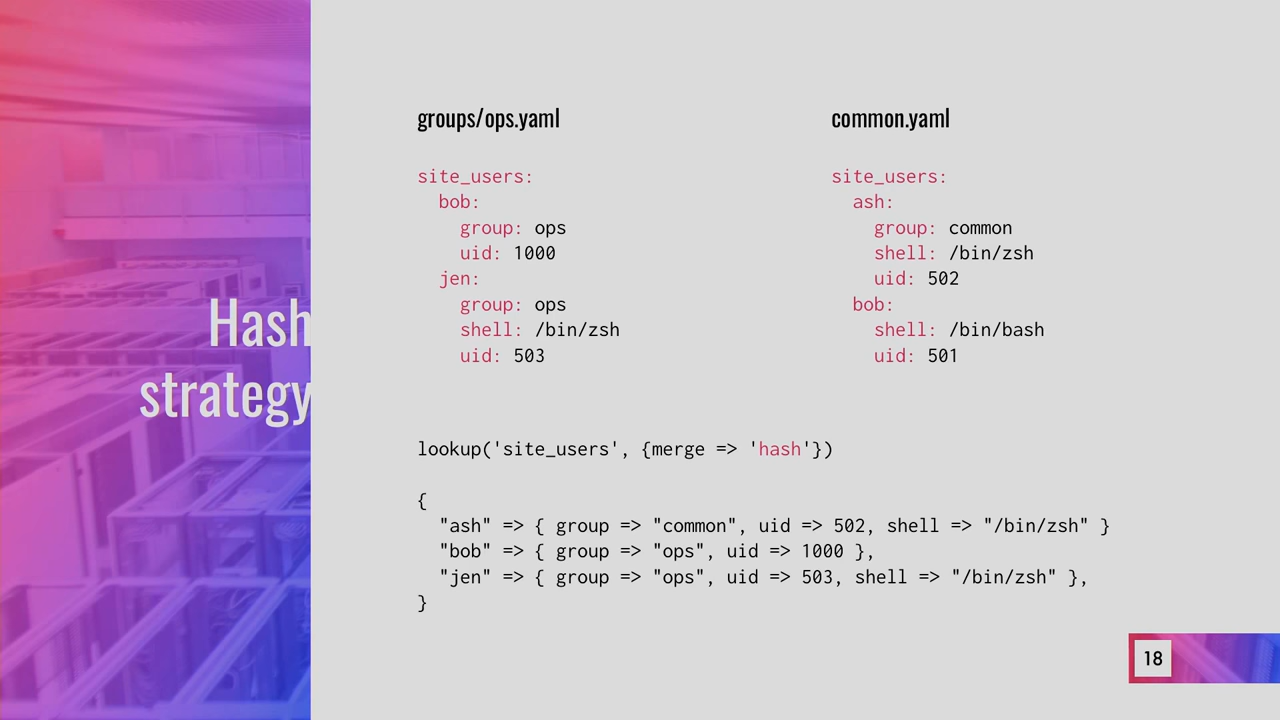 Hash
strategy
groups/ops.yaml
site_users:
  bob:
    group: ops
    uid: 1000
  jen:
    group: ops
    shell: /bin/zsh
    uid: 503
common.yaml
site_users:
  ash:
    group: common
    shell: /bin/zsh
    uid: 502
  bob:
    shell: /bin/bash
    uid: 501
lookup('site_users', {merge => 'hash'})
{
  "ash" => { group => "common", uid => 502, shell => "/bin/zsh" }
  "bob" => { group => "ops", uid => 1000 },
  "jen" => { group => "ops", uid => 503, shell => "/bin/zsh" },
}
18